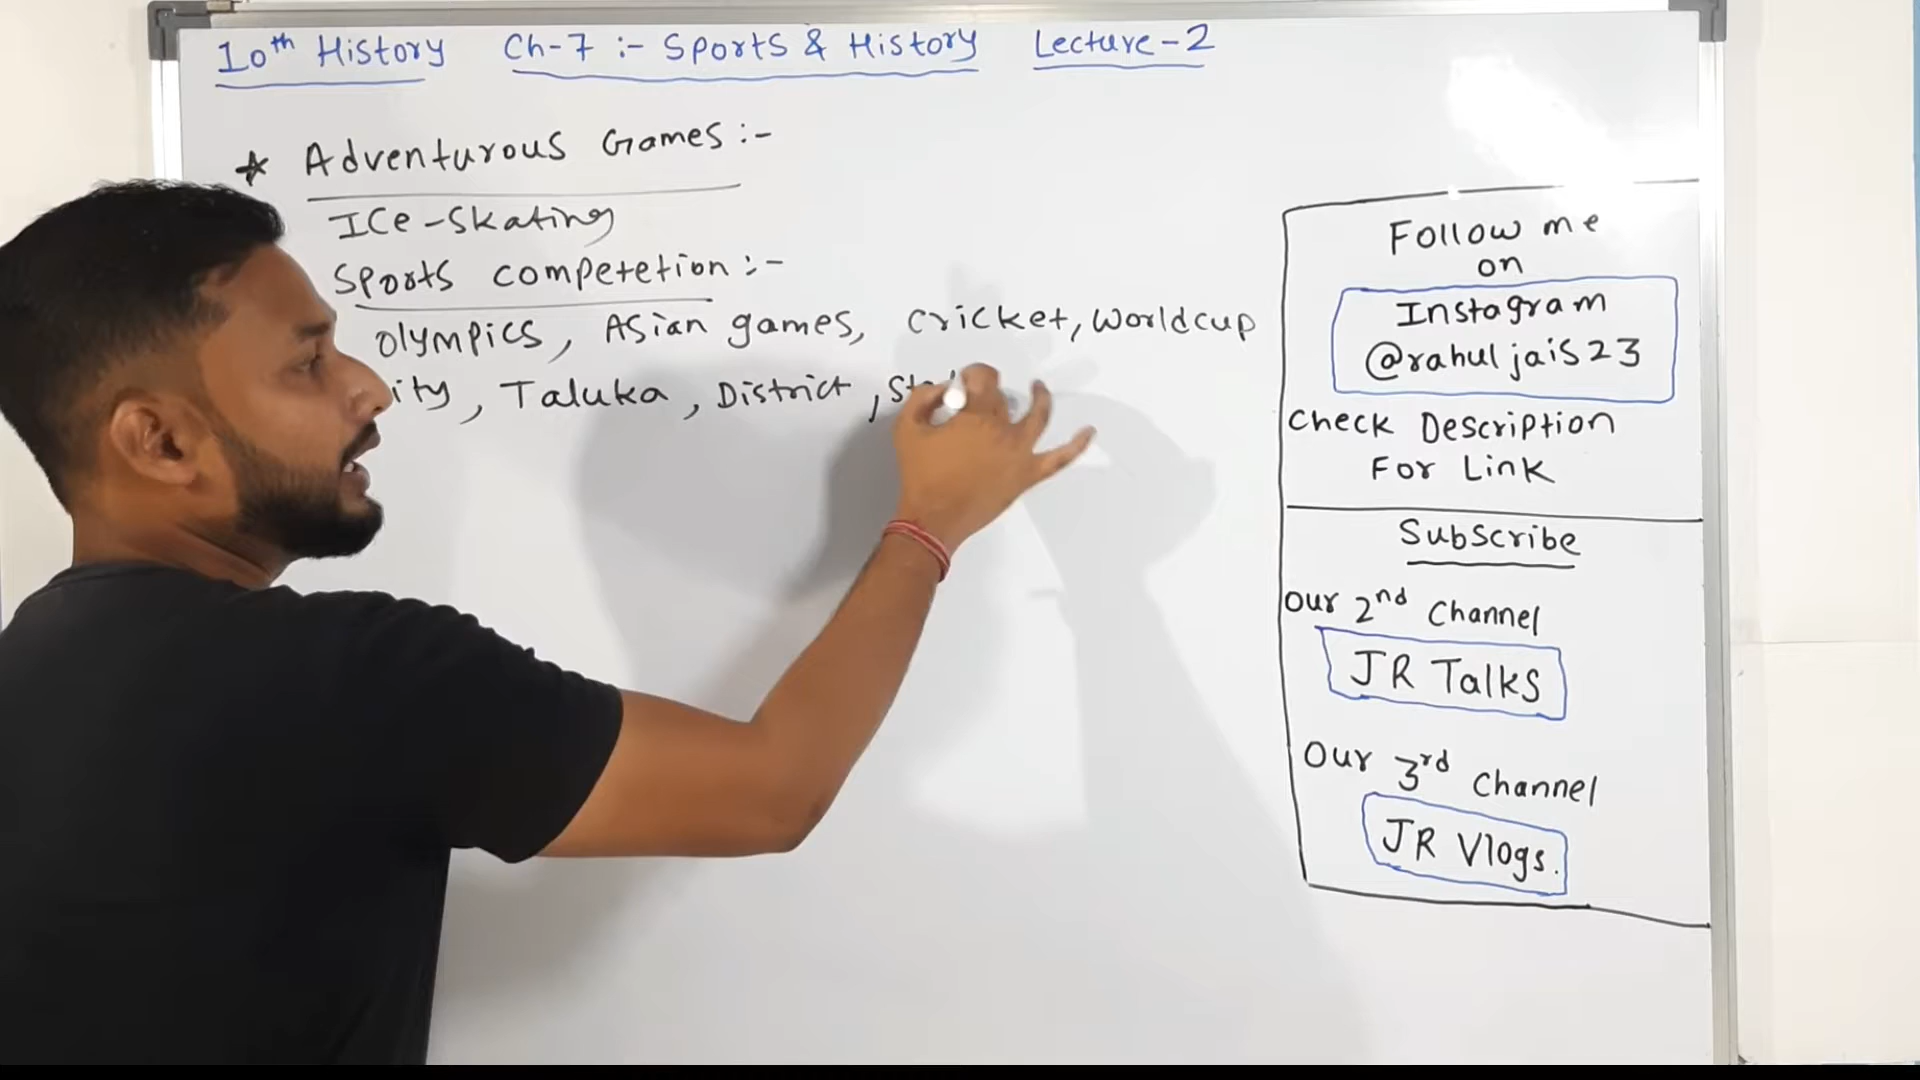 10th History Ch-7 :- Sports & History Lecture-2
* Adventurous Games :-
Ice-Skating
Sports competetion :-
Olympics, Asian games, Cricket, Worldcup
Taluka, District,
Follow me
on
Instagram
@rahuljais23
Check Description
For Link
Subscribe
Our 2nd Channel
JR Talks
Our 3rd Channel
JR Vlogs.